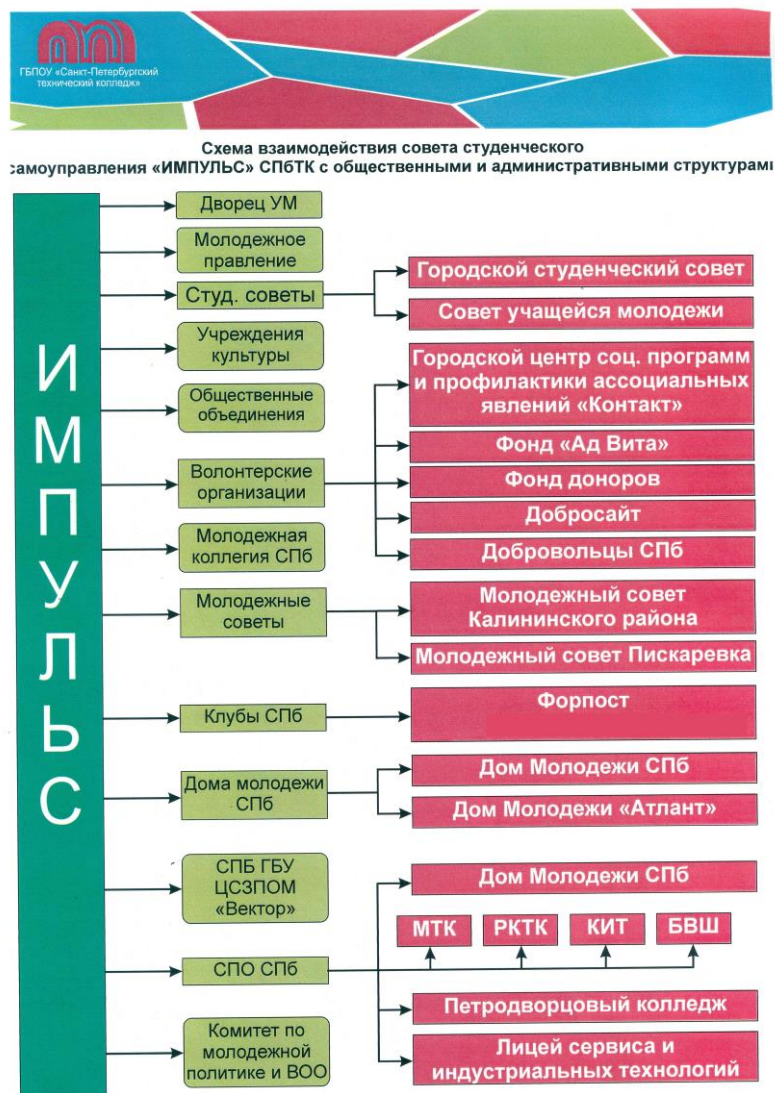 ГБПОУ «Санкт-Петербургский
технический колледж»
Схема взаимодействия совета студенческого
самоуправления «ИМПУЛЬС» СПбТК с общественными и административными структурами
ИМПУЛЬС
Дворец УМ
Молодежное
правление
Студ. советы
Городской студенческий совет
Совет учащейся молодежи
Учреждения
культуры
Общественные
объединения
Волонтерские
организации
Городской центр соц. программ
и профилактики ассоциальных
явлений «Контакт»
Фонд «Ад Вита»
Фонд доноров
Добросайт
Добровольцы СПб
Молодежная
коллегия СПб
Молодежные
советы
Молодежный совет
Калининского района
Молодежный совет Пискаревка
Клубы СПб
Форпост
Дома молодежи
СПб
Дом Молодежи СПб
Дом Молодежи «Атлант»
СПБ ГБУ
ЦСЗПОМ
«Вектор»
СПО СПб
Дом Молодежи СПб
МТК РКТК КИТ БВШ
Петродворцовый колледж
Лицей сервиса и
индустриальных технологий
Комитет по
молодежной
политике и ВОО